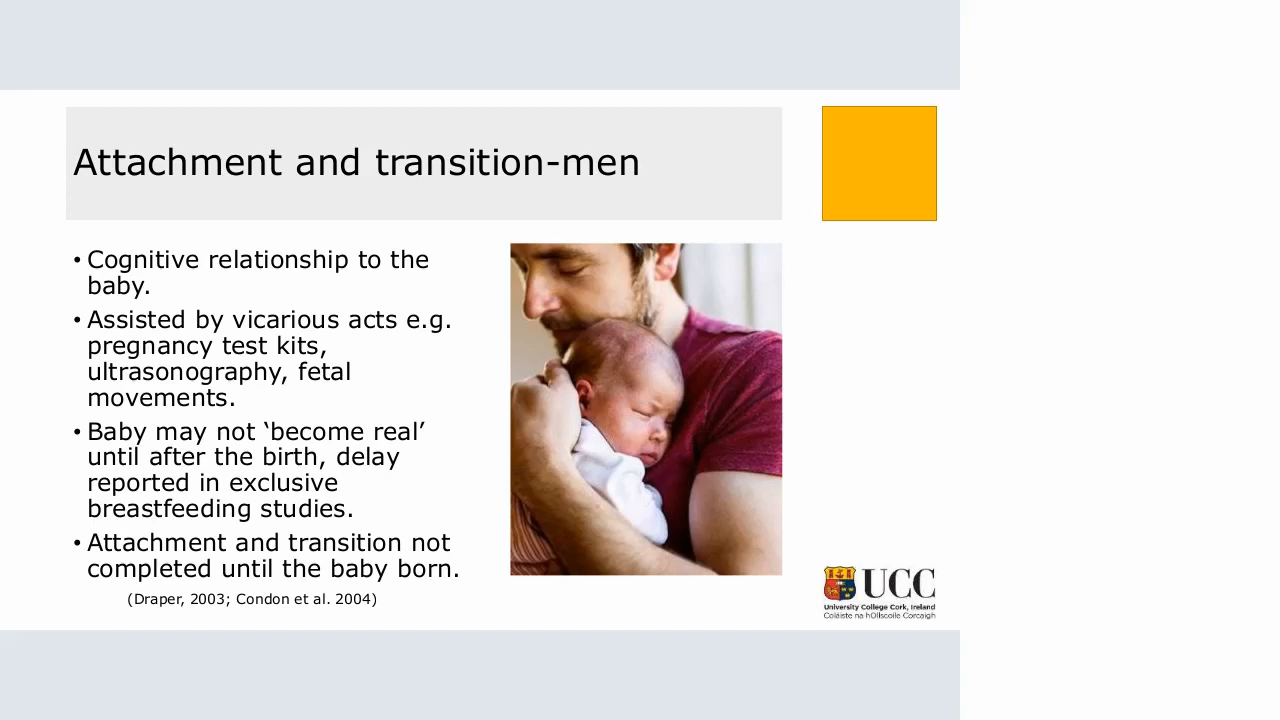 Attachment and transition-men
• Cognitive relationship to the
baby.
• Assisted by vicarious acts e.g.
pregnancy test kits,
ultrasonography, fetal
movements.
• Baby may not ‘become real’
until after the birth, delay
reported in exclusive
breastfeeding studies.
• Attachment and transition not
completed until the baby born.
(Draper, 2003; Condon et al. 2004)
UCC
University College Cork, Ireland
Coláiste na hOllscoile Corcaigh